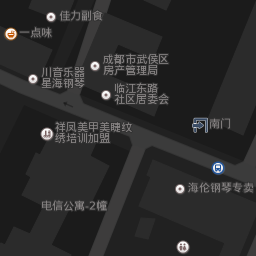 佳力副食
一点味
成都市武侯区
房产管理局
川音乐器
星海钢琴
临江东路
社区居委会
祥凤美甲美睫纹
绣培训加盟
南门
海伦钢琴专卖
电信公寓-2幢